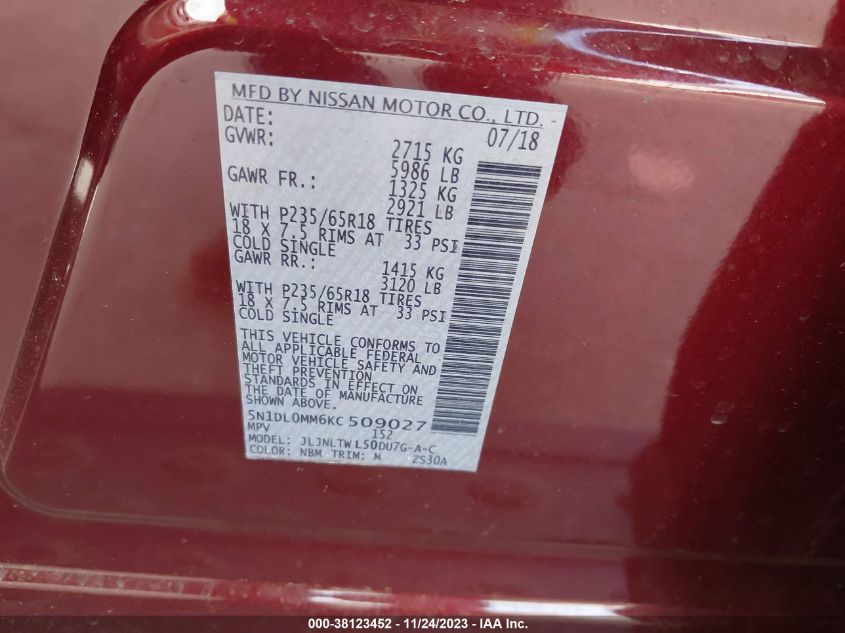 MFD BY NISSAN MOTOR CO., LTD.
DATE: 07/18
GVWR: 2715 KG
5986 LB
GAWR FR.: 1325 KG
2921 LB
WITH P235/65R18 TIRES
18 X 7.5 RIMS AT 33 PSI
COLD SINGLE
GAWR RR.: 1415 KG
3120 LB
WITH P235/65R18 TIRES
18 X 7.5 RIMS AT 33 PSI
COLD SINGLE
THIS VEHICLE CONFORMS TO
ALL APPLICABLE FEDERAL
MOTOR VEHICLE SAFETY AND
THEFT PREVENTION
STANDARDS IN EFFECT ON
THE DATE OF MANUFACTURE
SHOWN ABOVE.
5N1DL0MM6KC509027
MPV 152
MODEL: JLJNLTWL50DU7G-A-C
COLOR: NBM TRIM: M 2S30A
000-38123452 - 11/24/2023 - IAA Inc.